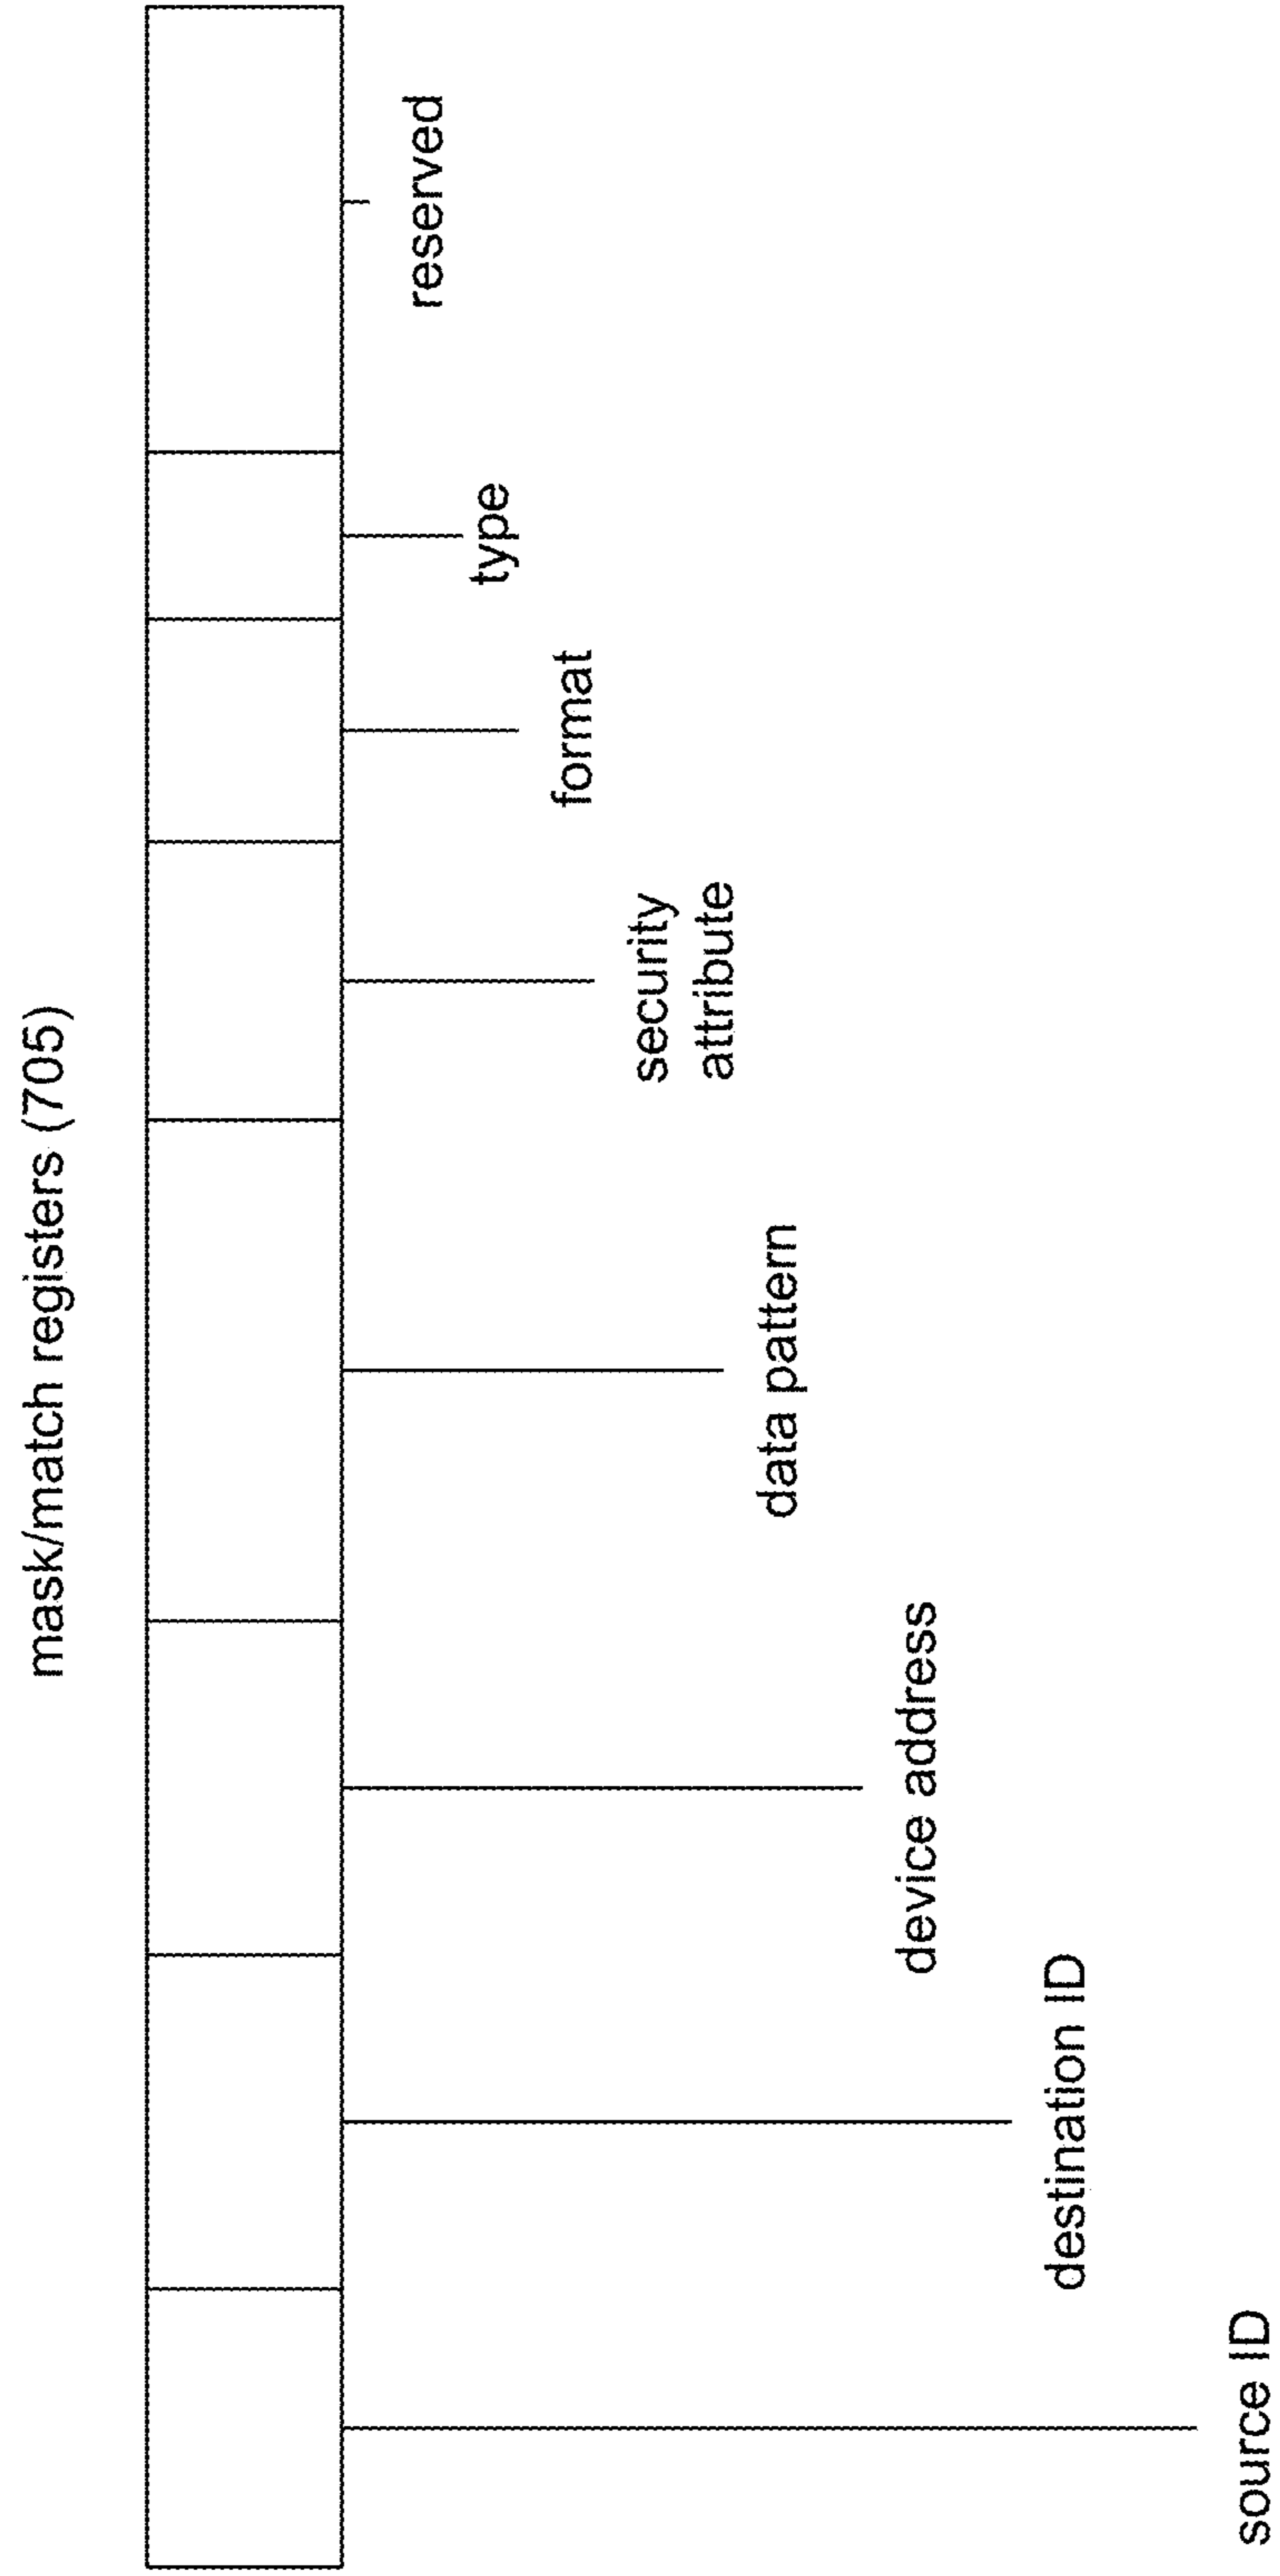 mask/match registers (705)
source ID
destination ID
device address
data pattern
security
attribute
format
type
reserved